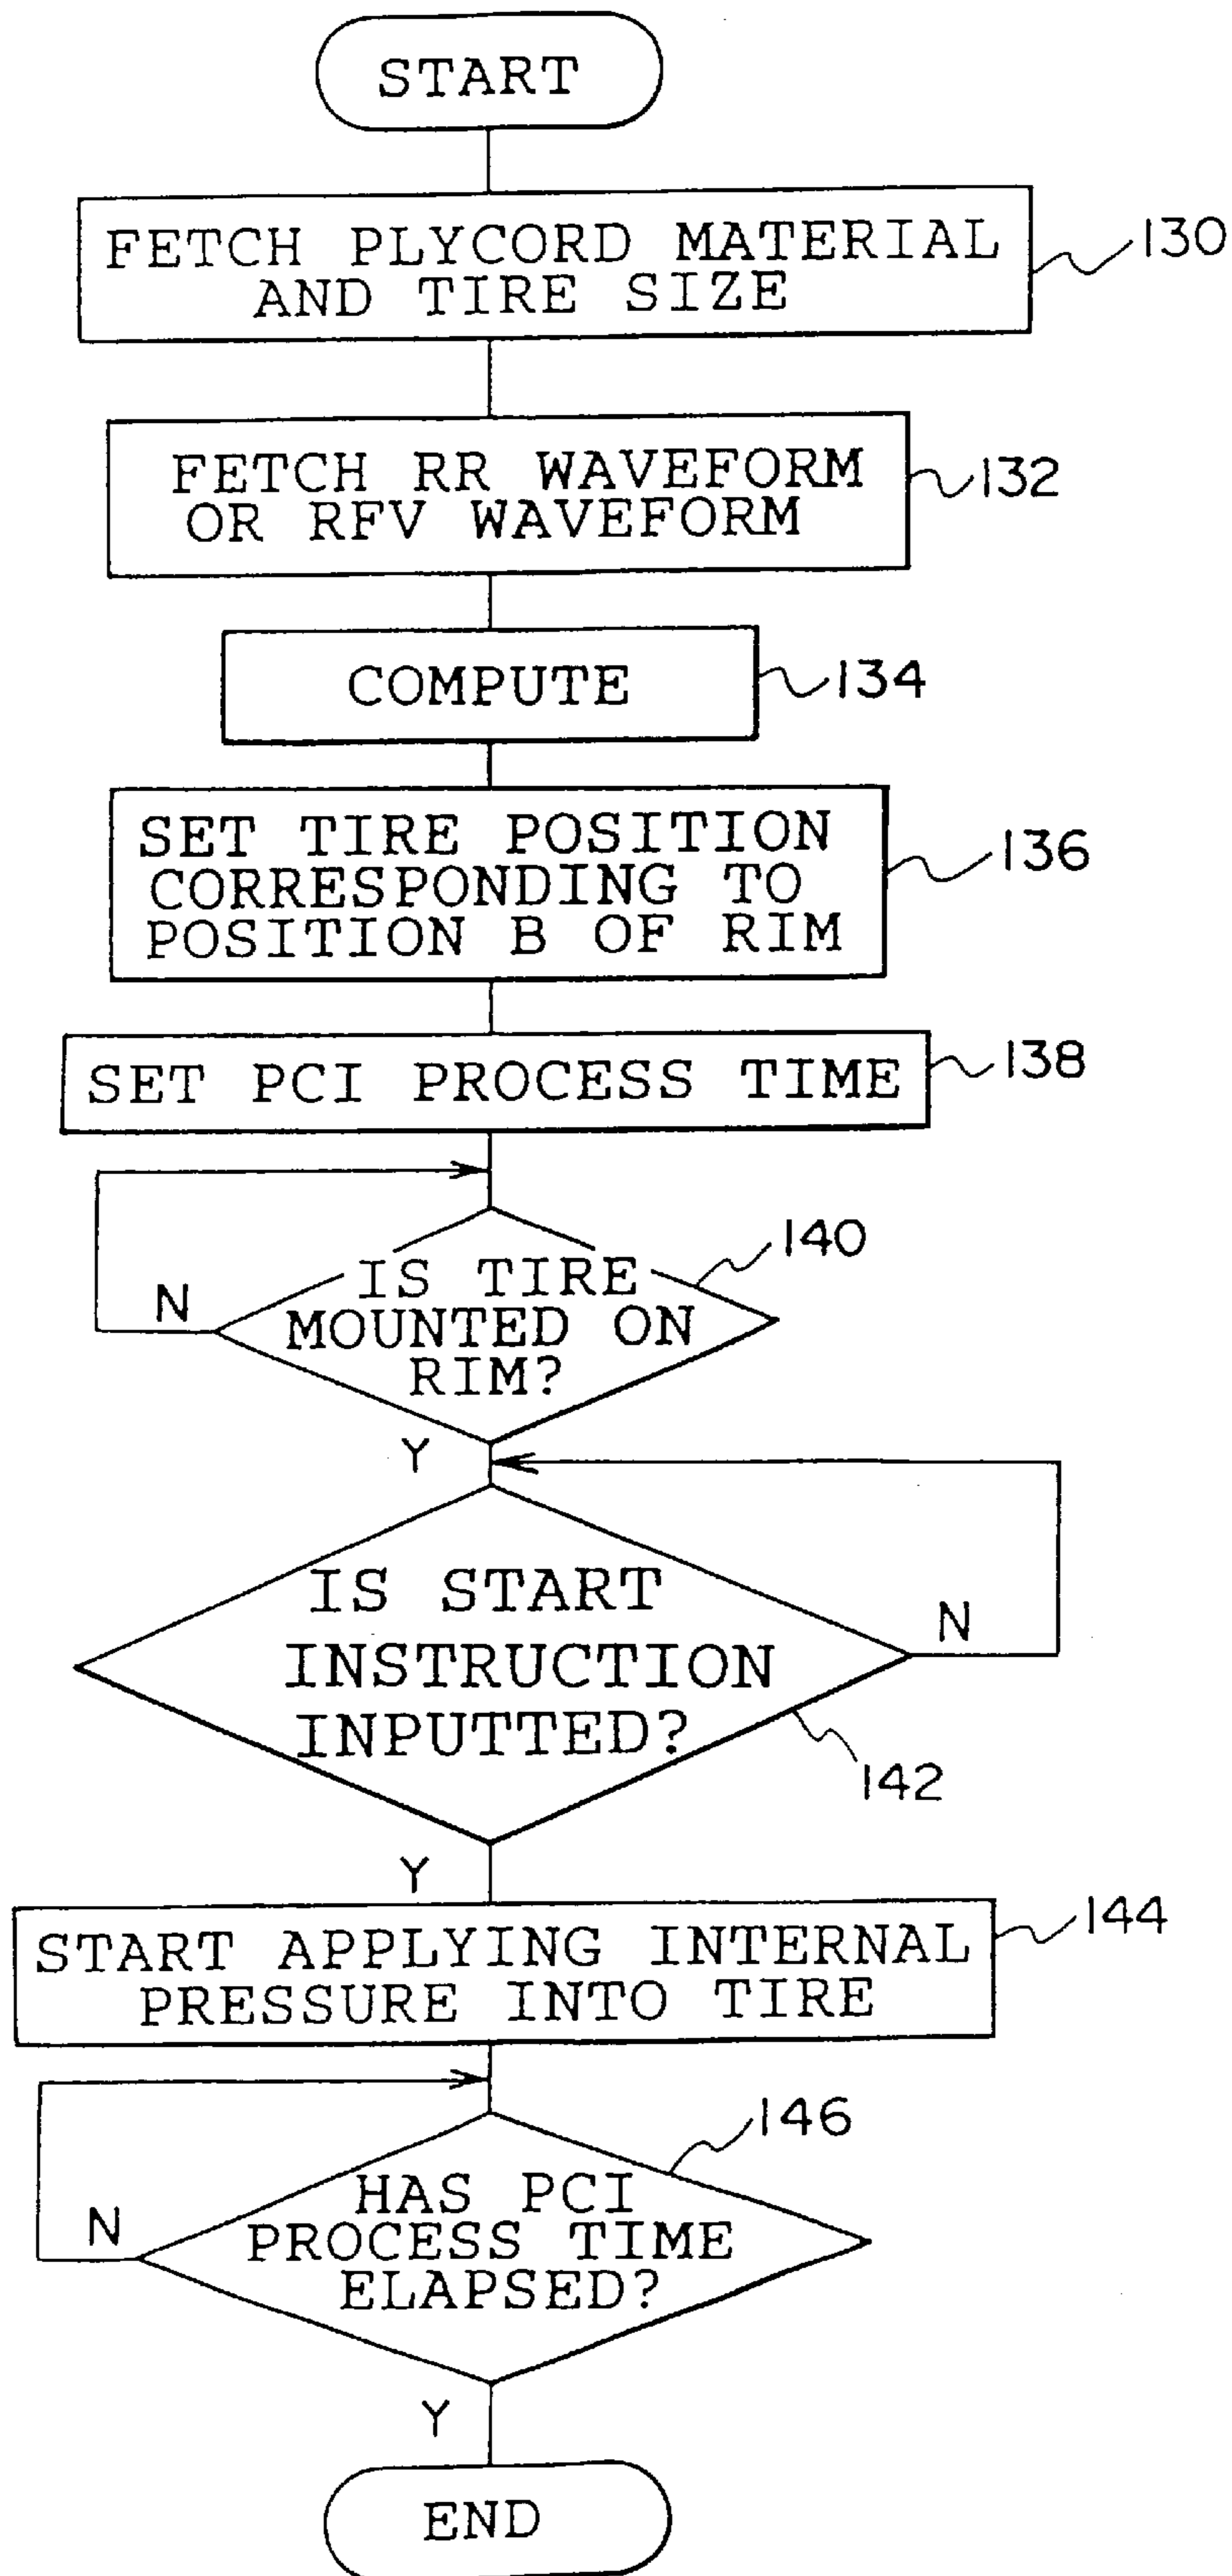 START
FETCH PLYCORD MATERIAL
AND TIRE SIZE
130
FETCH RR WAVEFORM
OR RFV WAVEFORM
132
COMPUTE
134
SET TIRE POSITION
CORRESPONDING TO
POSITION B OF RIM
136
SET PCI PROCESS TIME
138
140
IS TIRE
MOUNTED ON
RIM?
N
Y
IS START
INSTRUCTION
INPUTTED?
N
142
Y
START APPLYING INTERNAL
PRESSURE INTO TIRE
144
146
HAS PCI
PROCESS TIME
ELAPSED?
N
Y
END